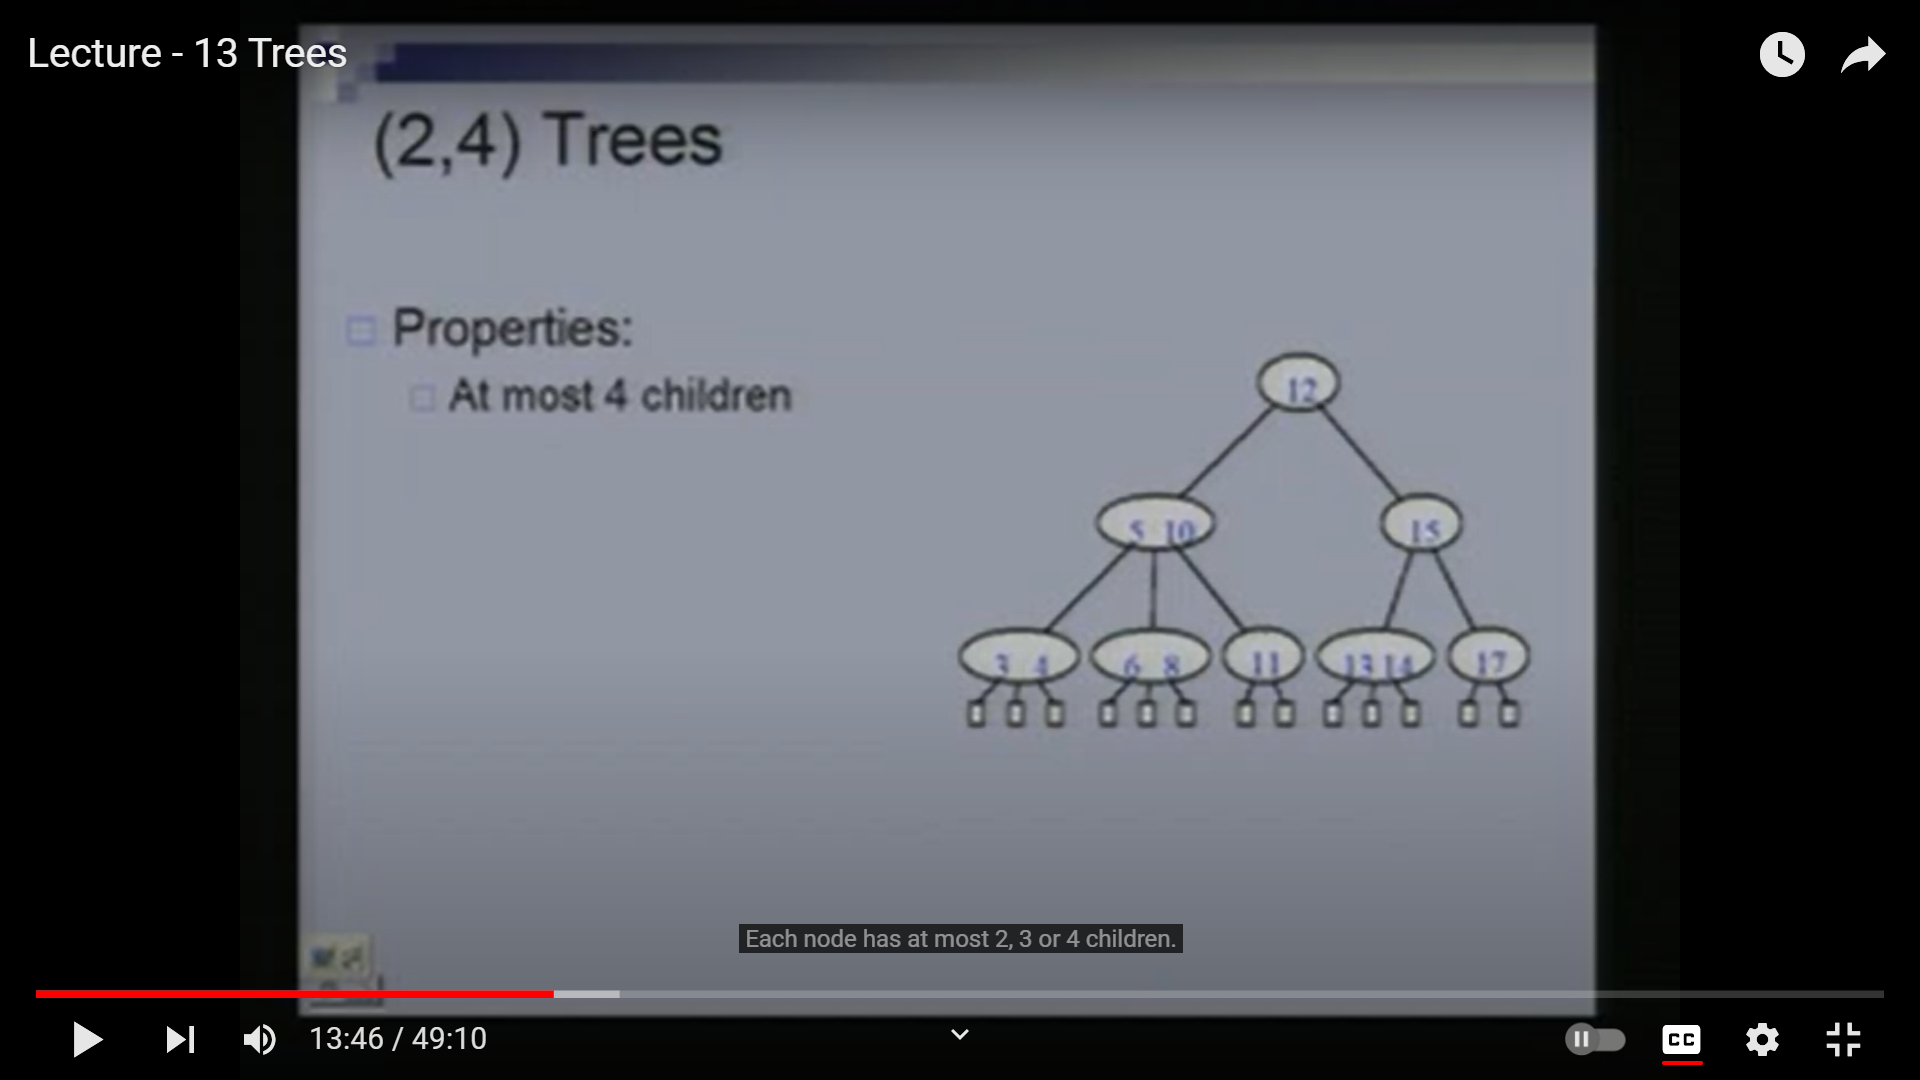 Lecture - 13 Trees
(2,4) Trees
Properties:
At most 4 children
12
5 10
15
3 4
6 8
11
13 14
17
Each node has at most 2, 3 or 4 children.
13:46 / 49:10
CC